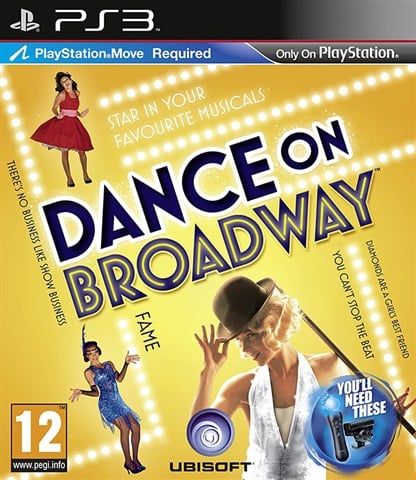 PS3
PlayStation®Move Required
Only On PlayStation®
STAR IN YOUR
FAVOURITE MUSICALS
DANCE ON
BROADWAY™
THERE'S NO BUSINESS LIKE SHOW BUSINESS
FAME
YOU CAN'T STOP THE BEAT
DIAMONDS ARE A GIRLS BEST FRIEND
YOU'LL
NEED
THESE
12
www.pegi.info
UBISOFT